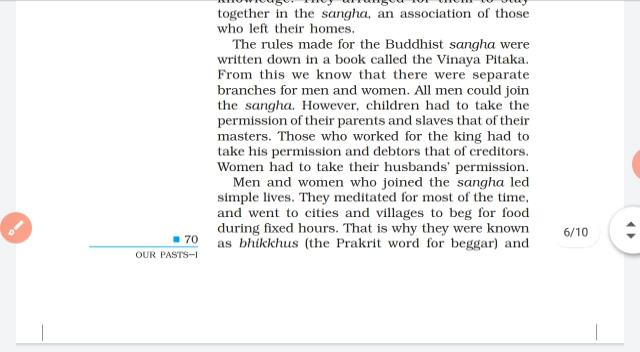 together in the sangha, an association of those
who left their homes.
The rules made for the Buddhist sangha were
written down in a book called the Vinaya Pitaka.
From this we know that there were separate
branches for men and women. All men could join
the sangha. However, children had to take the
permission of their parents and slaves that of their
masters. Those who worked for the king had to
take his permission and debtors that of creditors.
Women had to take their husbands' permission.
Men and women who joined the sangha led
simple lives. They meditated for most of the time,
and went to cities and villages to beg for food
during fixed hours. That is why they were known
as bhikkhus (the Prakrit word for beggar) and
70
OUR PASTS–I
6/10